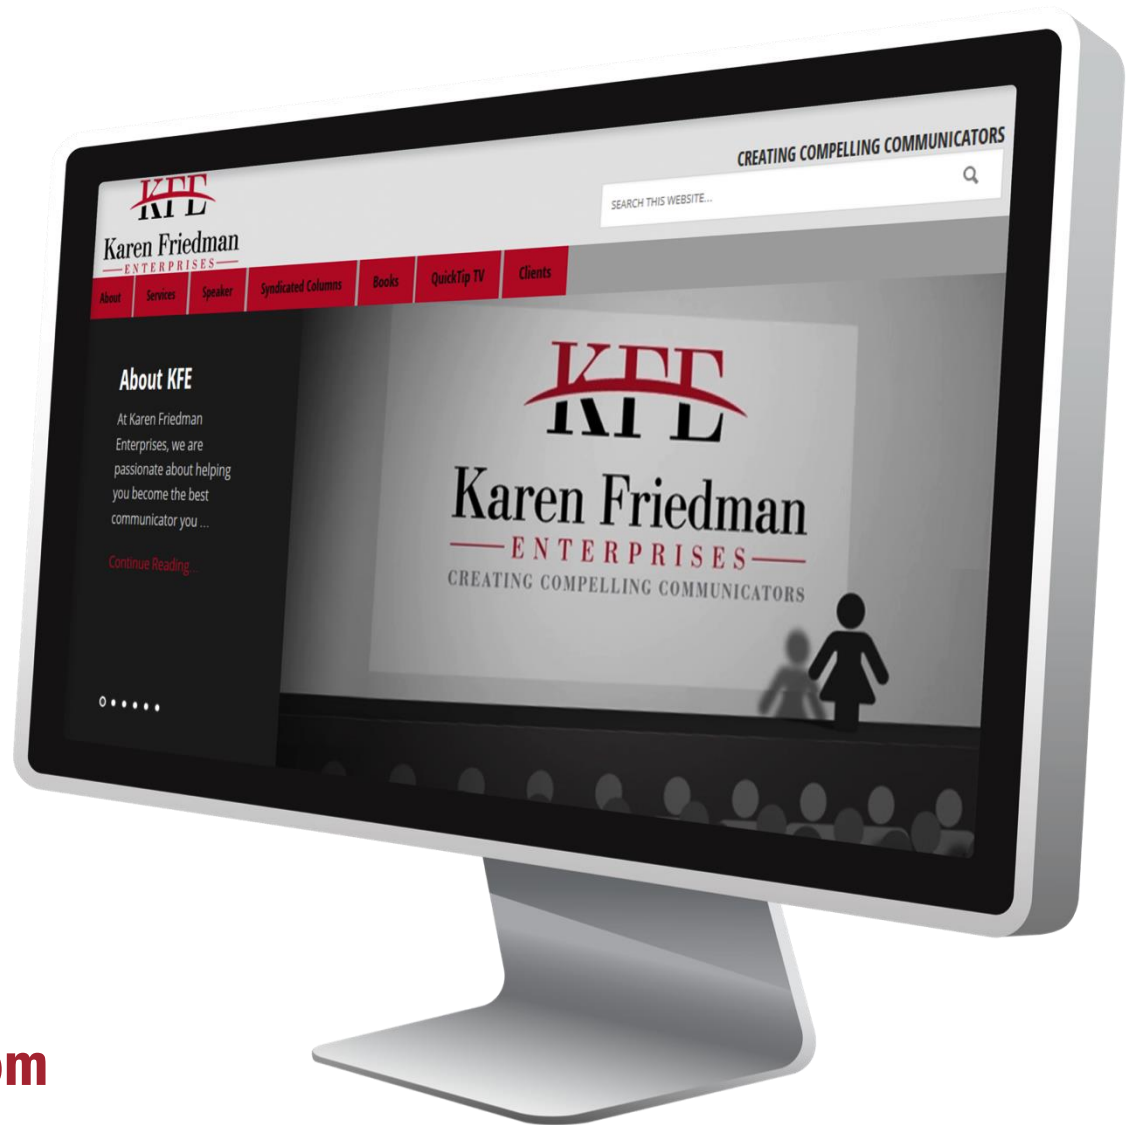 CREATING COMPELLING COMMUNICATORS
SEARCH THIS WEBSITE...
KFE
Karen Friedman
ENTERPRISES
About Services Speaker Syndicated Columns Books QuickTip TV Clients
About KFE
At Karen Friedman
Enterprises, we are
passionate about helping
you become the best
communicator you ...
Continue Reading...
KFE
Karen Friedman
ENTERPRISES
CREATING COMPELLING COMMUNICATORS
om